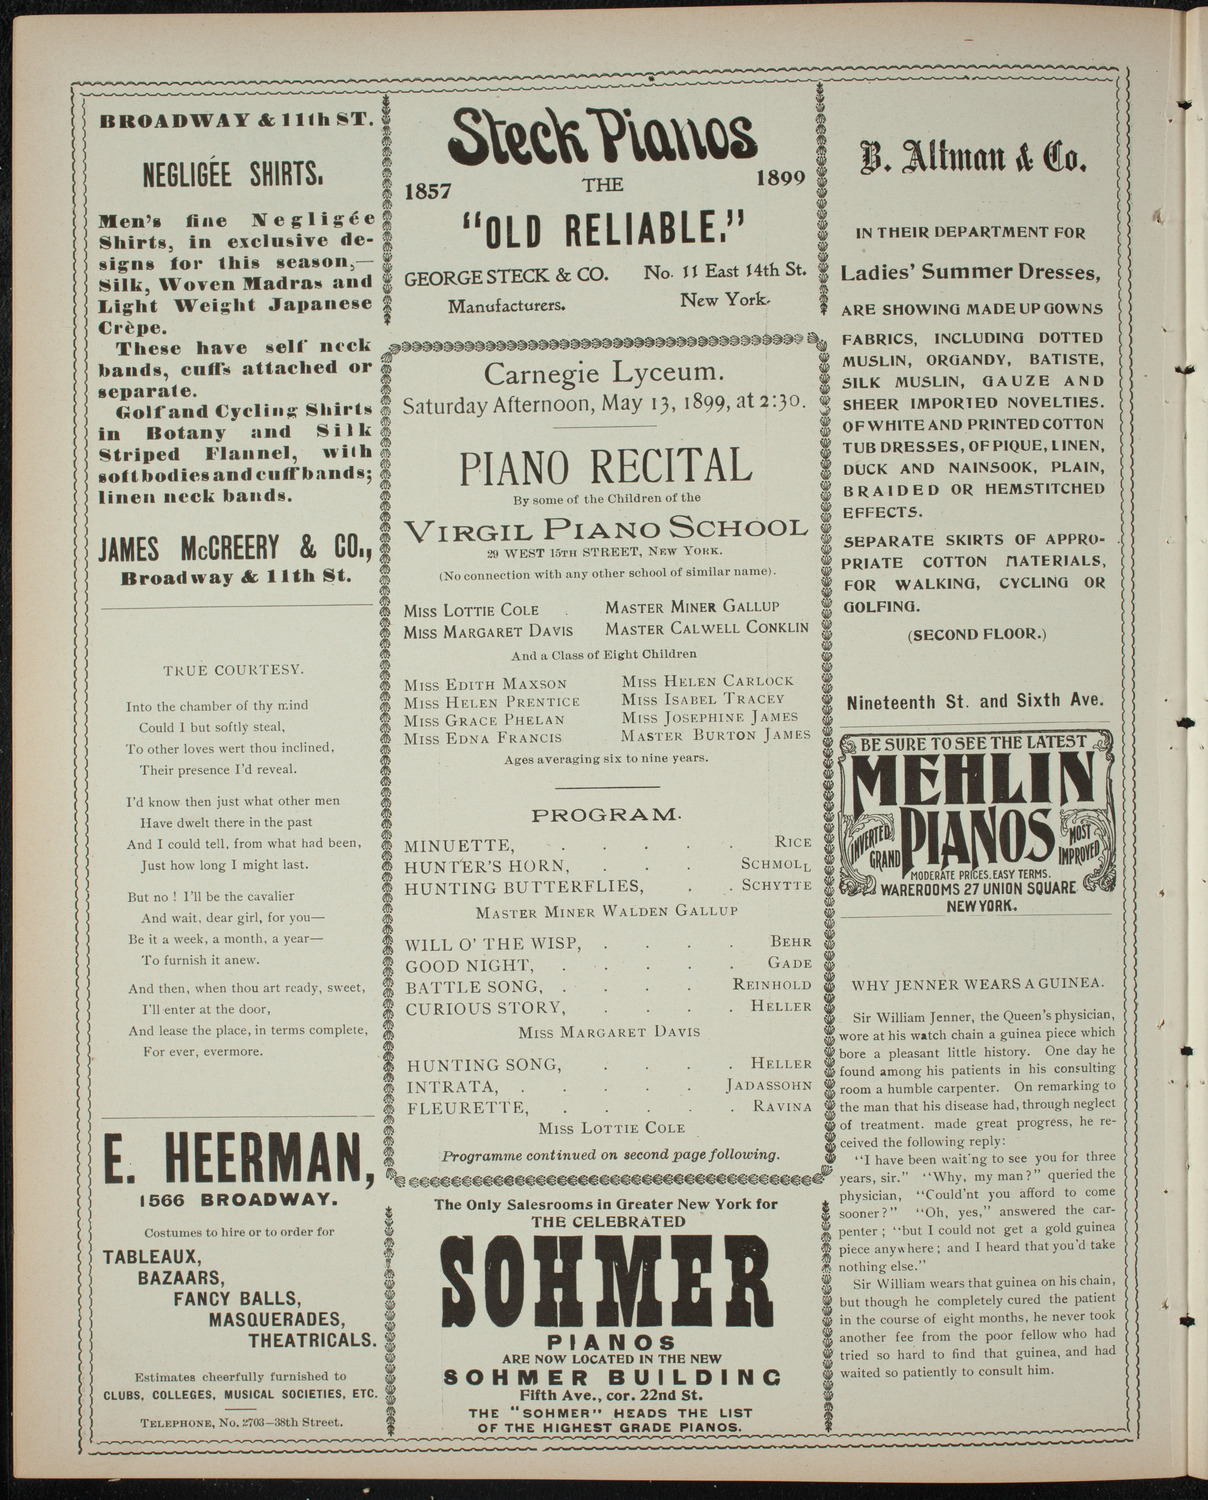 BROADWAY & 11th ST.
NEGLIGÉE SHIRTS.
Men's fine Negligée
Shirts, in exclusive de-
signs for this season,—
Silk, Woven Madras and
Light Weight Japanese
Crèpe.
These have self neck
bands, cuffs attached or
separate.
Golf and Cycling Shirts
in Botany and Silk
Striped Flannel, with
soft bodies and cuff bands;
linen neck bands.
JAMES McCREERY & CO.,
Broadway & 11th St.
TRUE COURTESY.
Into the chamber of thy mind
Could I but softly steal,
To other loves wert thou inclined,
Their presence I'd reveal.
I'd know then just what other men
Have dwelt there in the past
And I could tell, from what had been,
Just how long I might last.
But no ! I'll be the cavalier
And wait, dear girl, for you—
Be it a week, a month, a year—
To furnish it anew.
And then, when thou art ready, sweet,
I'll enter at the door,
And lease the place, in terms complete,
For ever, evermore.
E. HEERMAN,
1566 BROADWAY.
Costumes to hire or to order for
TABLEAUX,
BAZAARS,
FANCY BALLS,
MASQUERADES,
THEATRICALS.
Estimates cheerfully furnished to
CLUBS, COLLEGES, MUSICAL SOCIETIES, ETC.
TELEPHONE, No. 2703—38th Street.
Steck Pianos
1857 THE 1899
"OLD RELIABLE."
GEORGE STECK & CO. No. 11 East 14th St.
Manufacturers. New York.
Carnegie Lyceum.
Saturday Afternoon, May 13, 1899, at 2:30.
PIANO RECITAL
By some of the Children of the
VIRGIL PIANO SCHOOL
29 WEST 15TH STREET, NEW YORK.
(No connection with any other school of similar name).
MISS LOTTIE COLE MASTER MINER GALLUP
MISS MARGARET DAVIS MASTER CALWELL CONKLIN
And a Class of Eight Children
MISS EDITH MAXSON MISS HELEN CARLOCK
MISS HELEN PRENTICE MISS ISABEL TRACEY
MISS GRACE PHELAN MISS JOSEPHINE JAMES
MISS EDNA FRANCIS MASTER BURTON JAMES
Ages averaging six to nine years.
PROGRAM.
MINUETTE, . . . . . RICE
HUNTER'S HORN, . . . SCHMOLL
HUNTING BUTTERFLIES, . . SCHYTTE
MASTER MINER WALDEN GALLUP
WILL O' THE WISP, . . . . BEHR
GOOD NIGHT, . . . . . GADE
BATTLE SONG, . . . . REINHOLD
CURIOUS STORY, . . . . HELLER
MISS MARGARET DAVIS
HUNTING SONG, . . . . HELLER
INTRATA, . . . . . JADASSOHN
FLEURETTE, . . . . . RAVINA
MISS LOTTIE COLE
Programme continued on second page following.
The Only Salesrooms in Greater New York for
THE CELEBRATED
SOHMER
PIANOS
ARE NOW LOCATED IN THE NEW
SOHMER BUILDING
Fifth Ave., cor. 22nd St.
THE "SOHMER" HEADS THE LIST
OF THE HIGHEST GRADE PIANOS.
B. Altman & Co.
IN THEIR DEPARTMENT FOR
Ladies' Summer Dresses,
ARE SHOWING MADE UP GOWNS
FABRICS, INCLUDING DOTTED
MUSLIN, ORGANDY, BATISTE,
SILK MUSLIN, GAUZE AND
SHEER IMPORTED NOVELTIES.
OF WHITE AND PRINTED COTTON
TUB DRESSES, OF PIQUE, LINEN,
DUCK AND NAINSOOK, PLAIN,
BRAIDED OR HEMSTITCHED
EFFECTS.
SEPARATE SKIRTS OF APPRO-
PRIATE COTTON MATERIALS,
FOR WALKING, CYCLING OR
GOLFING.
(SECOND FLOOR.)
Nineteenth St. and Sixth Ave.
BE SURE TO SEE THE LATEST
MEHLIN
INVERTED GRAND PIANOS MOST IMPROVED
MODERATE PRICES. EASY TERMS.
WAREROOMS 27 UNION SQUARE
NEW YORK.
WHY JENNER WEARS A GUINEA.
Sir William Jenner, the Queen's physician,
wore at his watch chain a guinea piece which
bore a pleasant little history. One day he
found among his patients in his consulting
room a humble carpenter. On remarking to
the man that his disease had, through neglect
of treatment. made great progress, he re-
ceived the following reply:
"I have been wait'ng to see you for three
years, sir." "Why, my man?" queried the
physician, "Could'nt you afford to come
sooner?" "Oh, yes," answered the car-
penter ; "but I could not get a gold guinea
piece anywhere ; and I heard that you'd take
nothing else."
Sir William wears that guinea on his chain,
but though he completely cured the patient
in the course of eight months, he never took
another fee from the poor fellow who had
tried so hard to find that guinea, and had
waited so patiently to consult him.